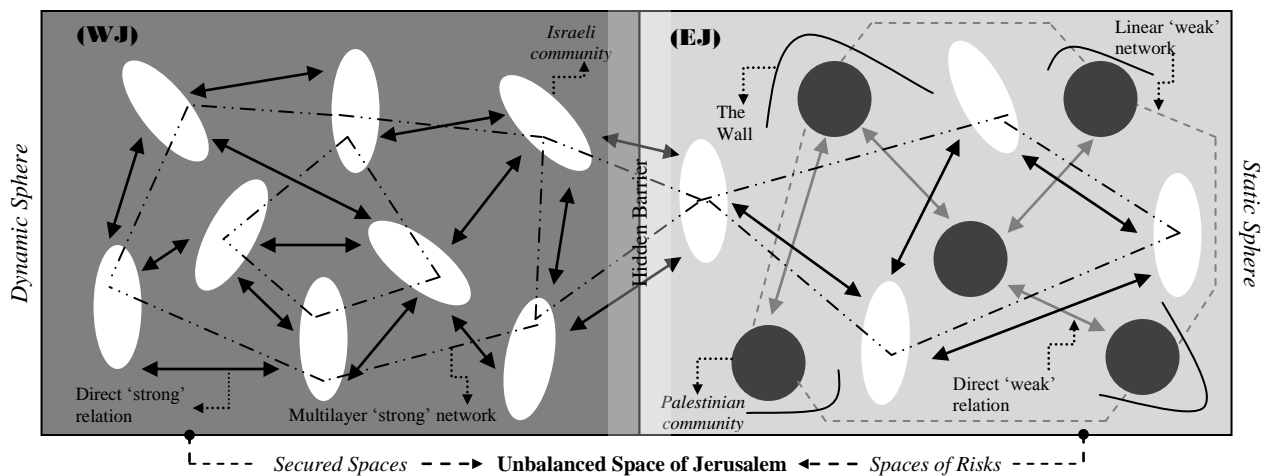 (WJ)
Israeli
community
(EJ)
Linear ‘weak’
network
The
Wall
Dynamic Sphere
Hidden Barrier
Static Sphere
Direct ‘strong’
relation
Multilayer ‘strong’ network
Palestinian
community
Direct ‘weak’
relation
Secured Spaces
Unbalanced Space of Jerusalem
Spaces of Risks